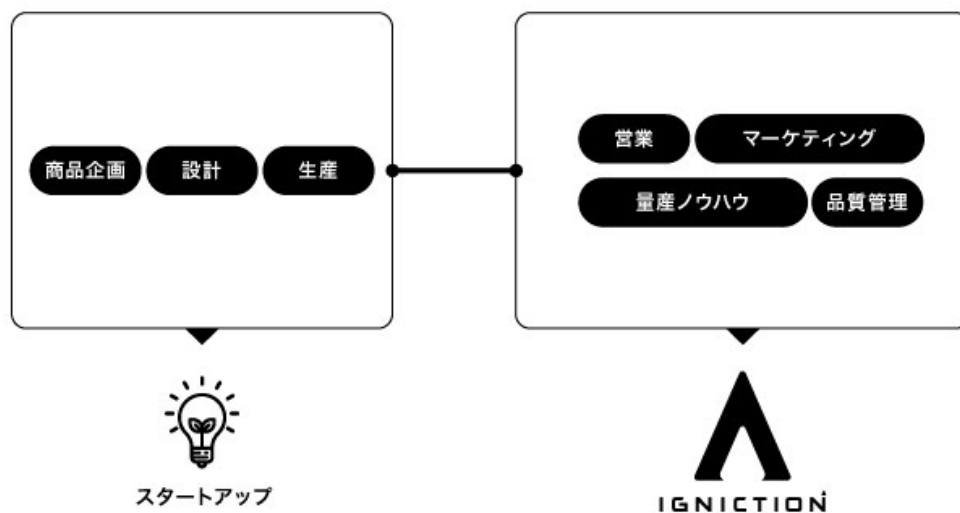 商品企画 設計 生産
営業 マーケティング
量産ノウハウ 品質管理
スタートアップ
IGNICTION